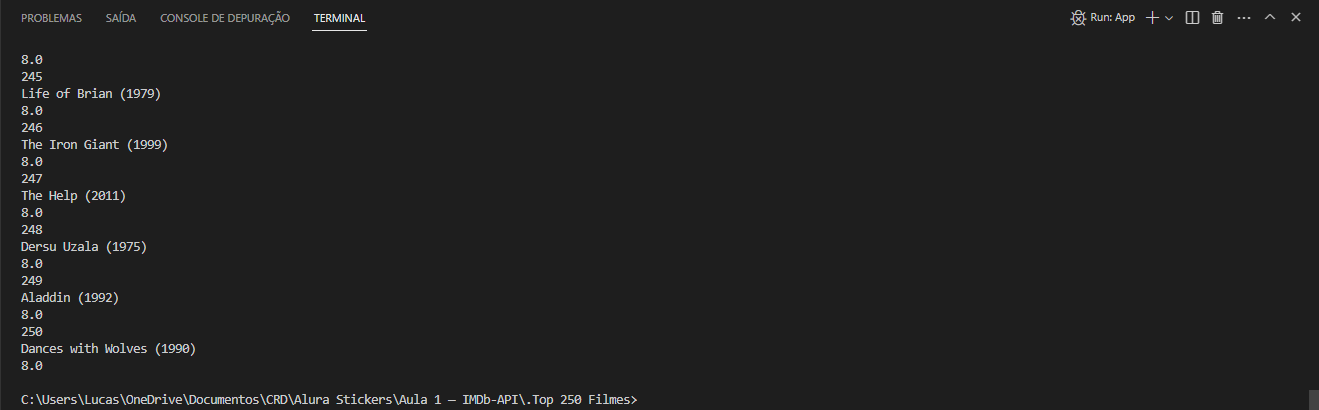 PROBLEMAS SAÍDA CONSOLE DE DEPURAÇÃO TERMINAL Run: App
8.0
245
Life of Brian (1979)
8.0
246
The Iron Giant (1999)
8.0
247
The Help (2011)
8.0
248
Dersu Uzala (1975)
8.0
249
Aladdin (1992)
8.0
250
Dances with Wolves (1990)
8.0
C:\Users\Lucas\OneDrive\Documentos\CRD\Alura Stickers\Aula 1 – IMDb-API\.Top 250 Filmes>